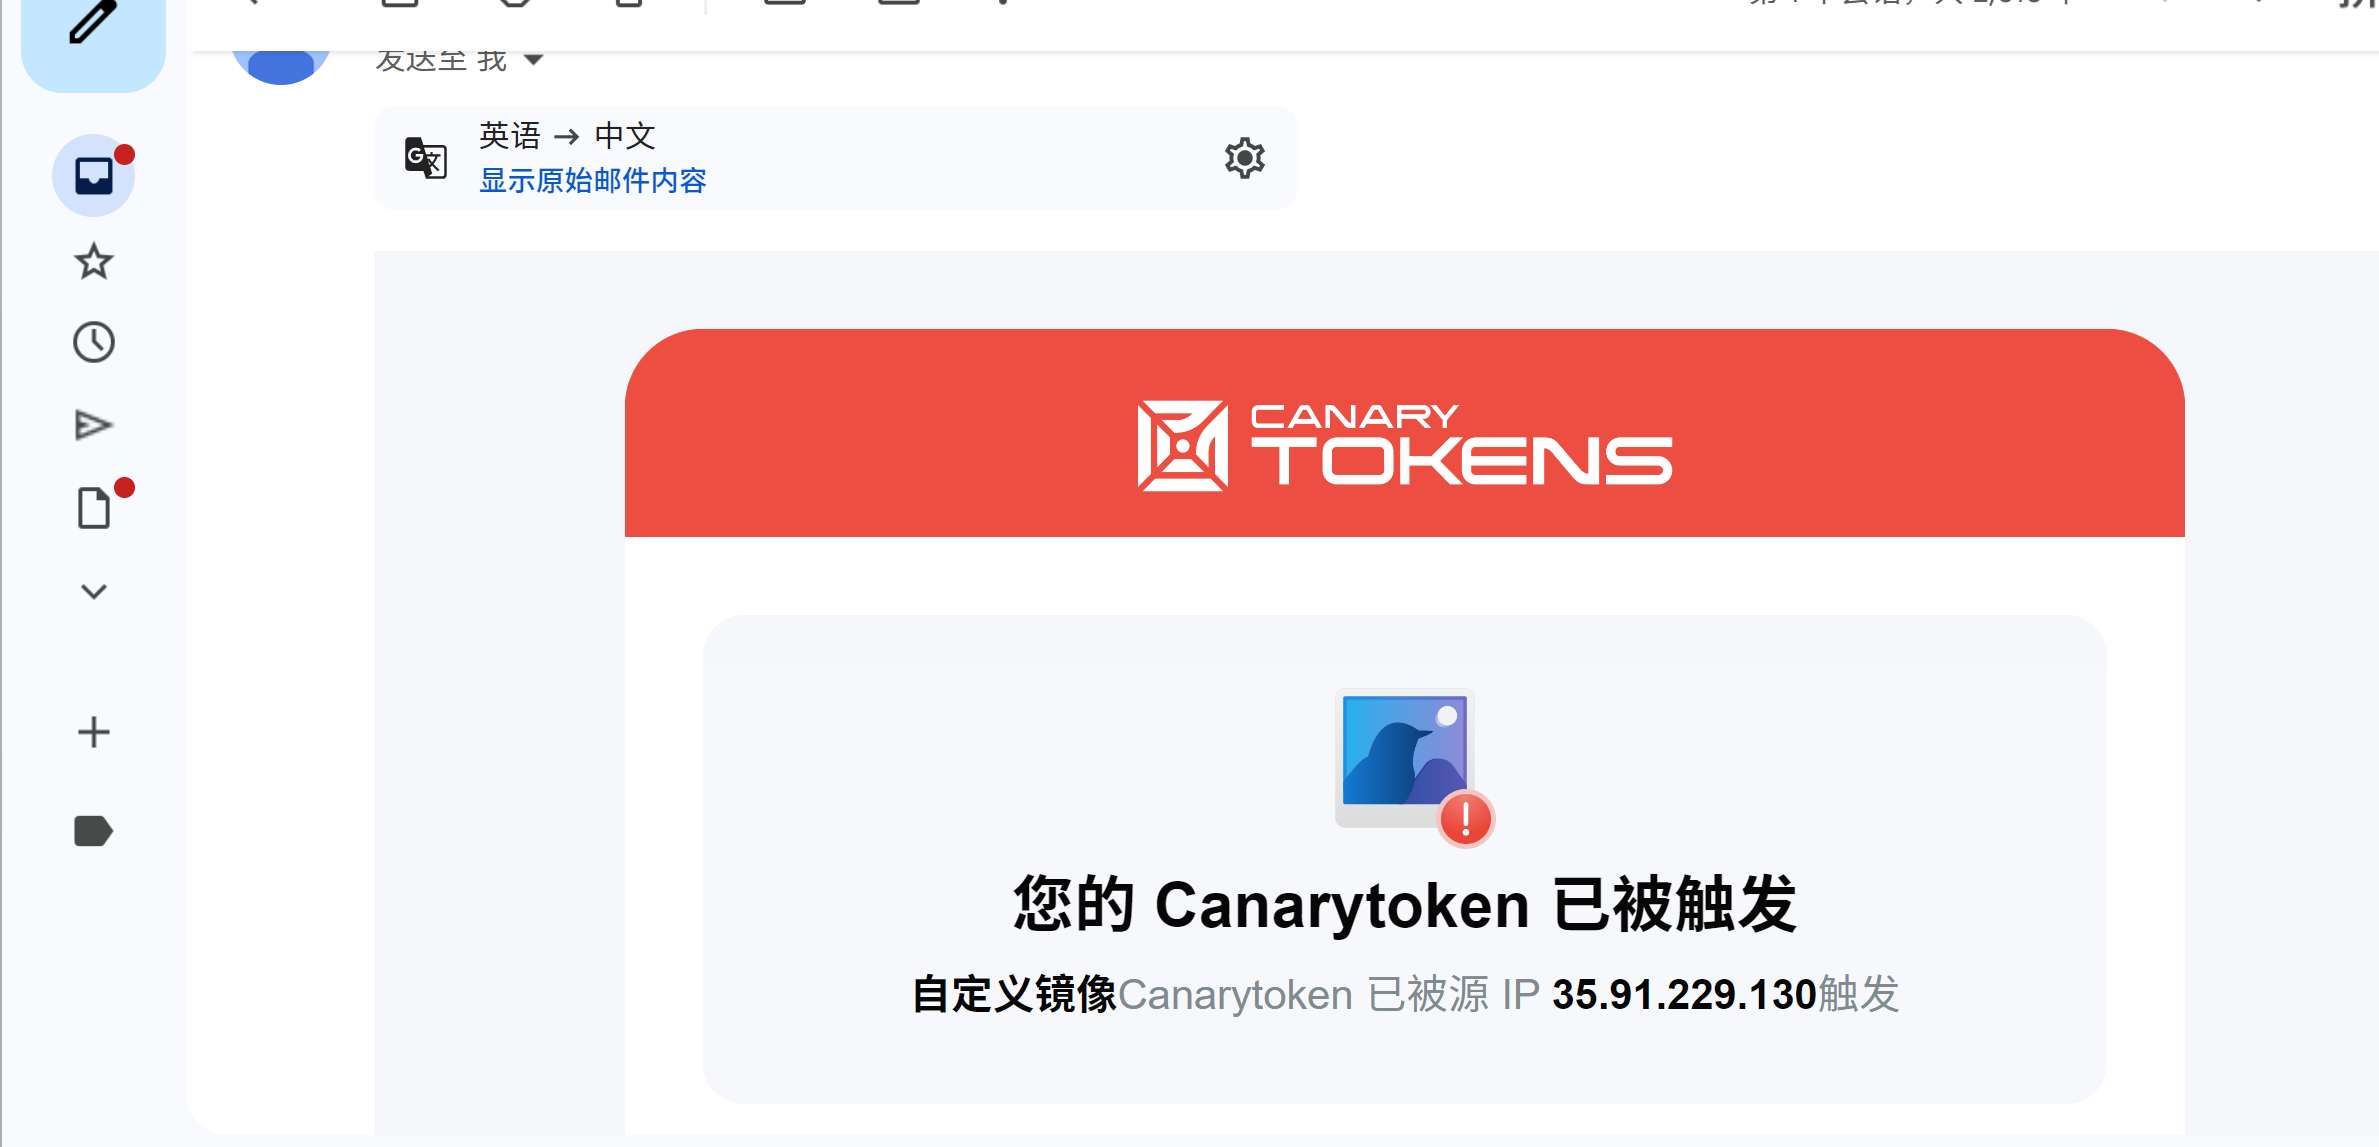 发送至 我
英语 → 中文
显示原始邮件内容
CANARY
TOKENS
您的 Canarytoken 已被触发
自定义镜像Canarytoken 已被源 IP 35.91.229.130触发